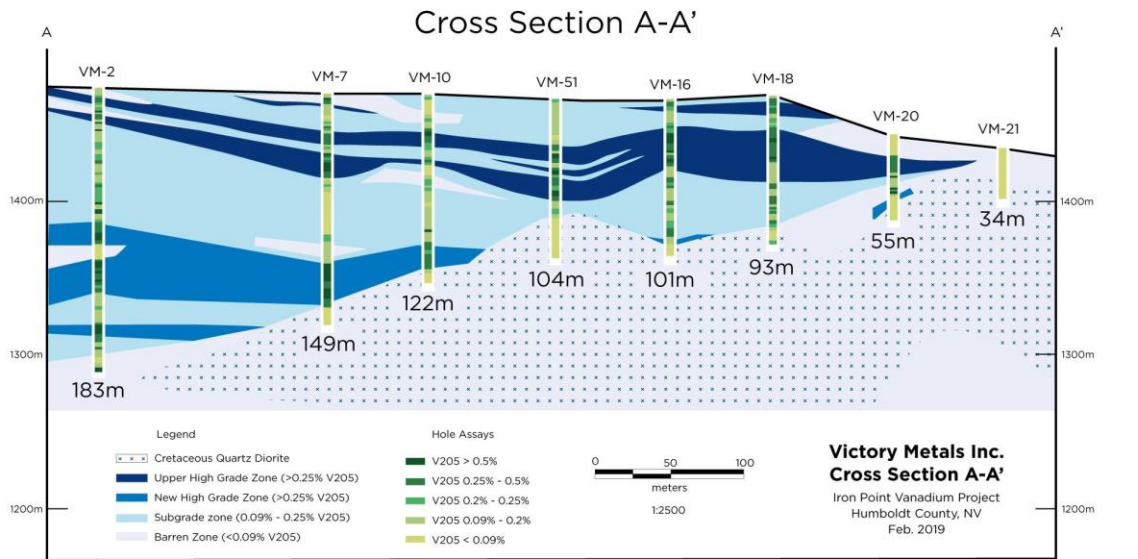 Cross Section A-A'
A
A'
VM-2
VM-7
VM-10
VM-51
VM-16
VM-18
VM-20
VM-21
1400m
1400m
34m
55m
93m
101m
104m
122m
149m
1300m
1300m
183m
Legend
Cretaceous Quartz Diorite
Upper High Grade Zone (>0.25% V205)
New High Grade Zone (>0.25% V205)
Subgrade zone (0.09% - 0.25% V205)
Barren Zone (<0.09% V205)
Hole Assays
V205 > 0.5%
V205 0.25% - 0.5%
V205 0.2% - 0.25%
V205 0.09% - 0.2%
V205 < 0.09%
0 50 100
meters
1:2500
Victory Metals Inc.
Cross Section A-A'
Iron Point Vanadium Project
Humboldt County, NV
Feb. 2019
1200m
1200m